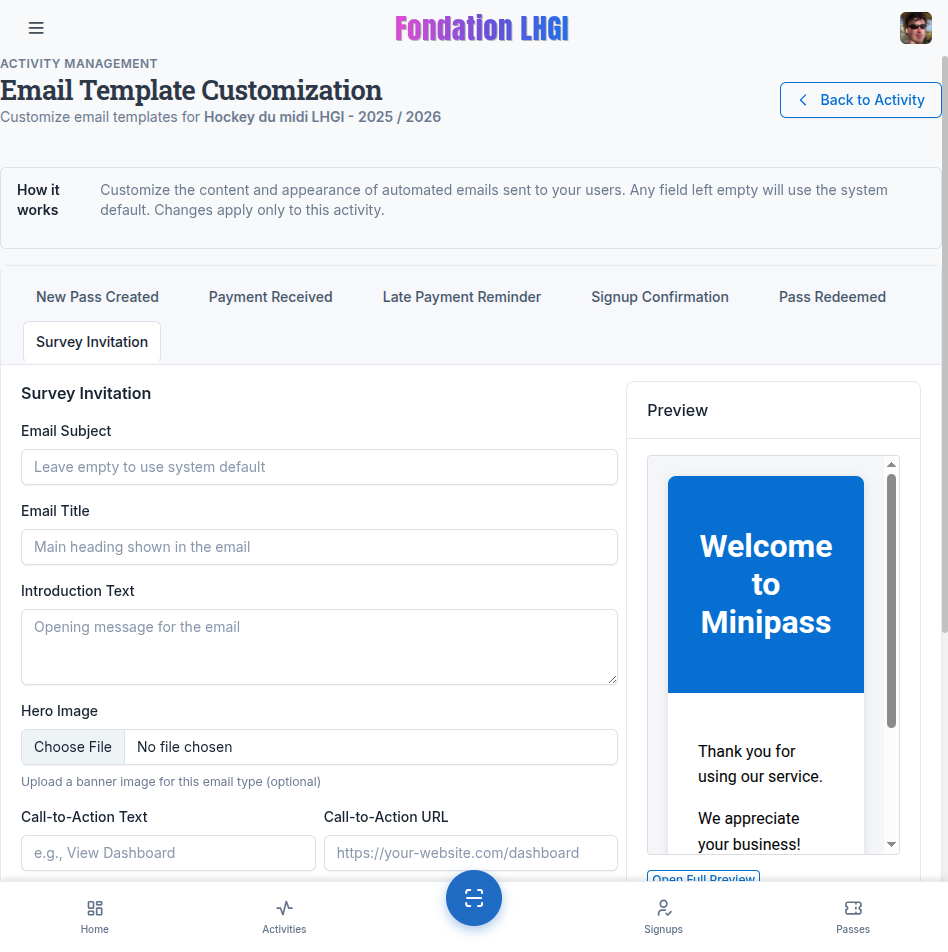 Fondation LHGI
ACTIVITY MANAGEMENT
Email Template Customization
Customize email templates for Hockey du midi LHGI - 2025 / 2026
Back to Activity
How it works
Customize the content and appearance of automated emails sent to your users. Any field left empty will use the system
default. Changes apply only to this activity.
New Pass Created
Payment Received
Late Payment Reminder
Signup Confirmation
Pass Redeemed
Survey Invitation
Survey Invitation
Email Subject
Leave empty to use system default
Email Title
Main heading shown in the email
Introduction Text
Opening message for the email
Hero Image
Choose File
No file chosen
Upload a banner image for this email type (optional)
Call-to-Action Text
Call-to-Action URL
e.g., View Dashboard
https://your-website.com/dashboard
Preview
Welcome
to
Minipass
Thank you for
using our service.
We appreciate
your business!
Open Full Preview
Home
Activities
Signups
Passes